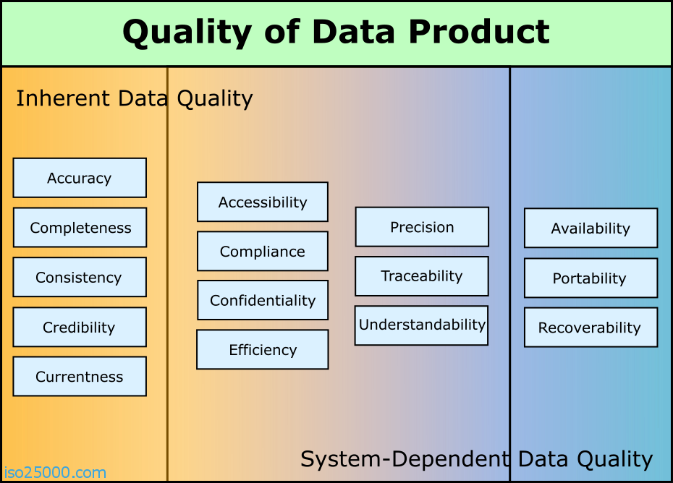 Quality of Data Product
Inherent Data Quality
Accuracy
Completeness
Consistency
Credibility
Currentness
Accessibility
Compliance
Confidentiality
Efficiency
Precision
Traceability
Understandability
Availability
Portability
Recoverability
System-Dependent Data Quality
iso25000.com